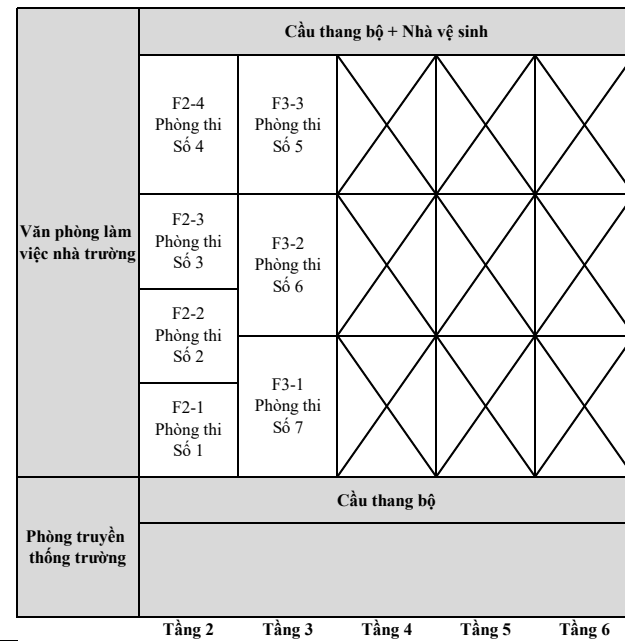 Cầu thang bộ + Nhà vệ sinh
F2-4
Phòng thi
Số 4
F3-3
Phòng thi
Số 5
Văn phòng làm
việc nhà trường
F2-3
Phòng thi
Số 3
F3-2
Phòng thi
Số 6
F2-2
Phòng thi
Số 2
F3-1
Phòng thi
Số 7
F2-1
Phòng thi
Số 1
Cầu thang bộ
Phòng truyền
thống trường
Tầng 2 Tầng 3 Tầng 4 Tầng 5 Tầng 6